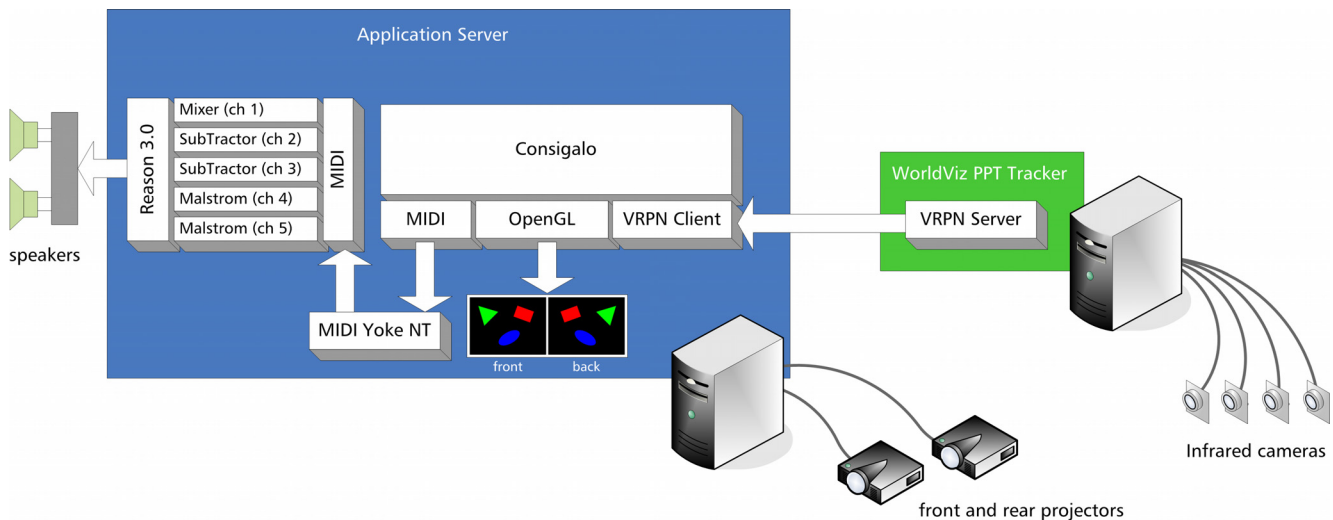 Application Server
Mixer (ch 1)
SubTractor (ch 2)
SubTractor (ch 3)
Malstrom (ch 4)
Malstrom (ch 5)
Reason 3.0
MIDI
speakers
Consigalo
MIDI
OpenGL
VRPN Client
MIDI Yoke NT
front
back
WorldViz PPT Tracker
VRPN Server
Infrared cameras
front and rear projectors